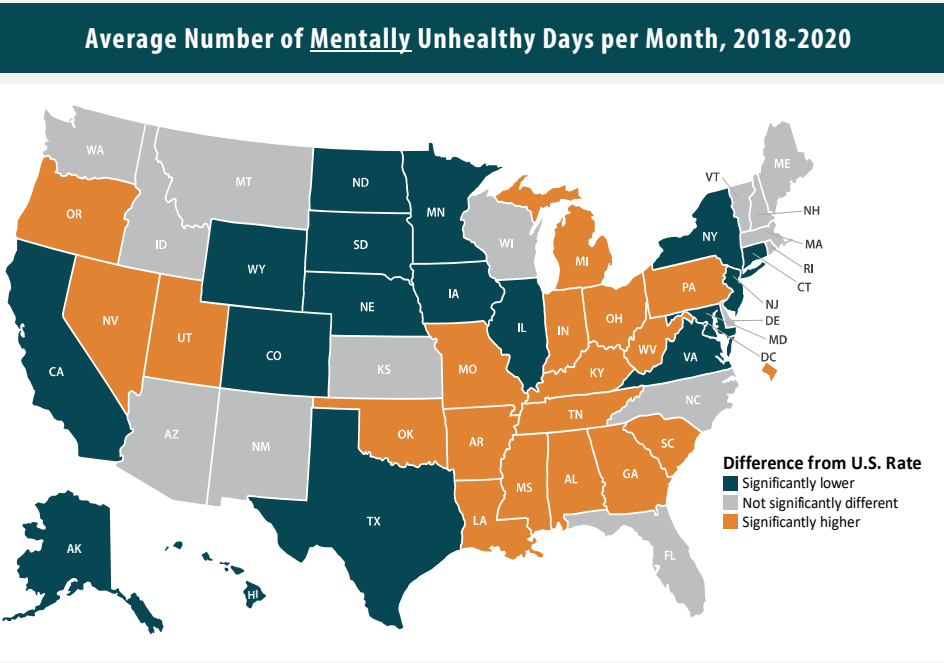 Average Number of Mentally Unhealthy Days per Month, 2018-2020
WA
MT
ND
MN
ME
VT
OR
ID
SD
WI
MI
NY
NH
MA
RI
CT
WY
NE
IA
PA
NJ
DE
MD
DC
NV
UT
CO
KS
MO
IL
IN
OH
WV
VA
KY
CA
AZ
NM
OK
AR
TN
NC
SC
MS
AL
GA
LA
TX
FL
AK
HI
Difference from U.S. Rate
Significantly lower
Not significantly different
Significantly higher